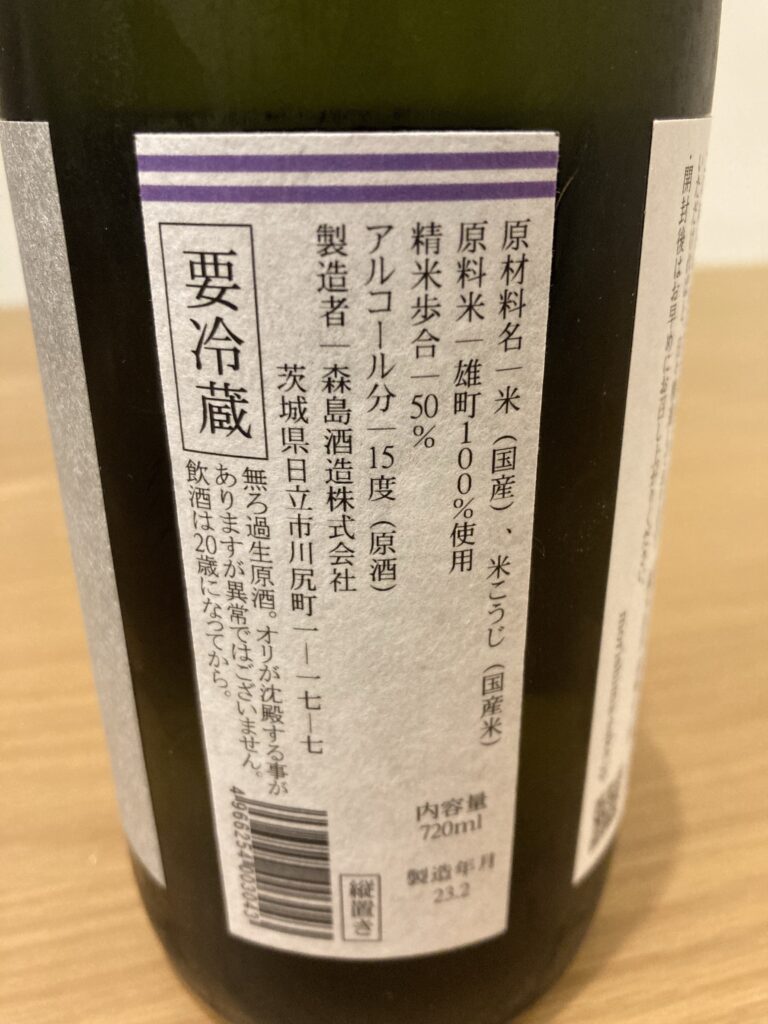 原材料名｜米（国産）、米こうじ（国産米）
原料米｜雄町100%使用
精米歩合｜50%
アルコール分｜15度（原酒）
製造者｜森島酒造株式会社
茨城県日立市川尻町一―一七―七
要冷蔵
無ろ過生原酒。オリが沈殿する事が
ありますが異常ではございません。
飲酒は20歳になってから。
内容量
720ml
製造年月
23.2
縦置き
・開封後はお早めに